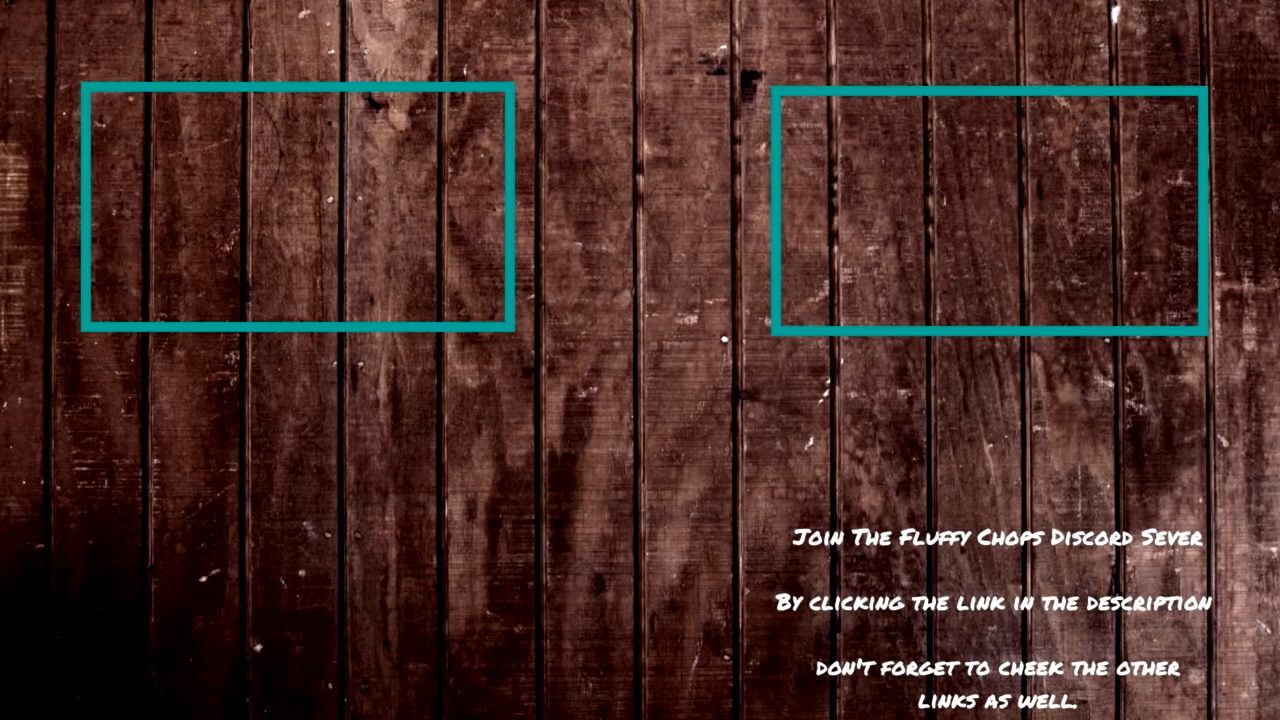 Join The Fluffy Chops Discord Sever
By clicking the link in the description
don't forget to cheek the other
links as well.